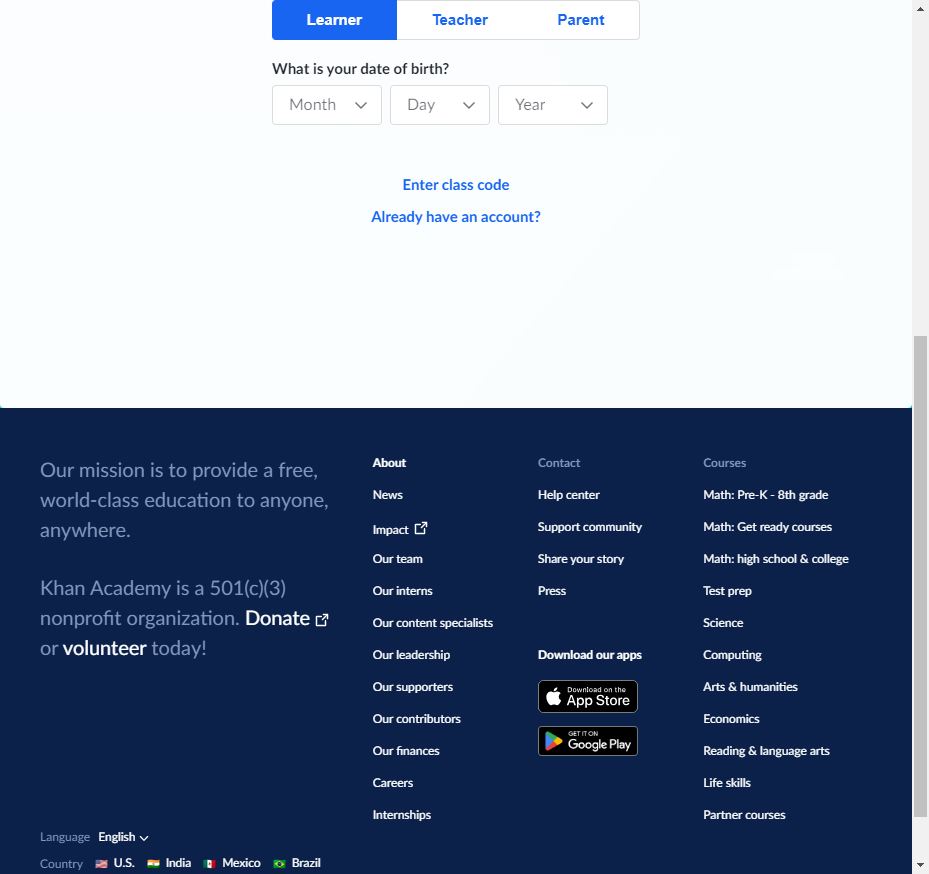 Learner Teacher Parent
What is your date of birth?
Month Day Year
Enter class code
Already have an account?
Our mission is to provide a free,
world-class education to anyone,
anywhere.
Khan Academy is a 501(c)(3)
nonprofit organization. Donate
or volunteer today!
About
News
Impact
Our team
Our interns
Our content specialists
Our leadership
Our supporters
Our contributors
Our finances
Careers
Internships
Contact
Help center
Support community
Share your story
Press
Download our apps
Download on the
App Store
GET IT ON
Google Play
Courses
Math: Pre-K - 8th grade
Math: Get ready courses
Math: high school & college
Test prep
Science
Computing
Arts & humanities
Economics
Reading & language arts
Life skills
Partner courses
Language English
Country U.S. India Mexico Brazil